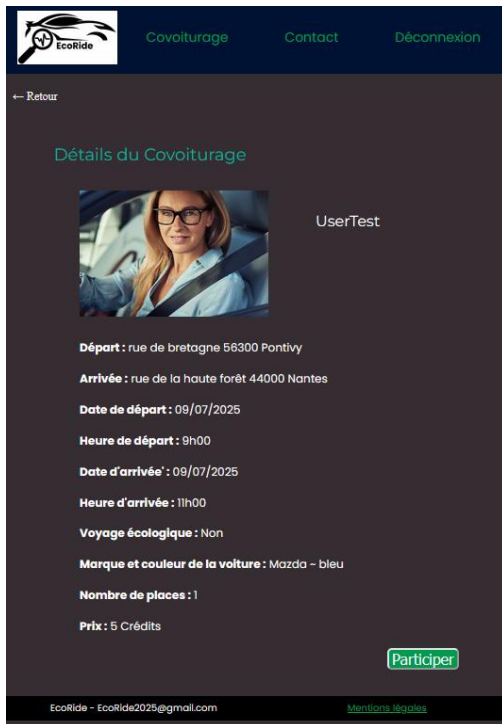 EcoRide
Covoiturage
Contact
Déconnexion
← Retour
Détails du Covoiturage
UserTest
Départ : rue de bretagne 56300 Pontivy
Arrivée : rue de la haute forêt 44000 Nantes
Date de départ : 09/07/2025
Heure de départ : 9h00
Date d'arrivée' : 09/07/2025
Heure d'arrivée : 11h00
Voyage écologique : Non
Marque et couleur de la voiture : Mazda ~ bleu
Nombre de places : 1
Prix : 5 Crédits
Participer
EcoRide - EcoRide2025@gmail.com
Mentions légales